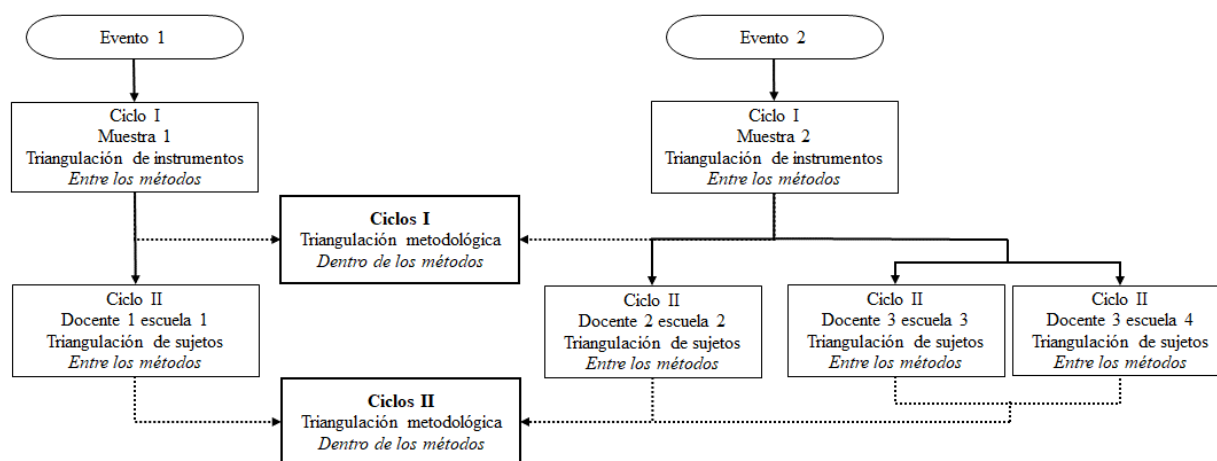 Evento 1
Evento 2
Ciclo I
Muestra 1
Triangulación de instrumentos
Entre los métodos
Ciclo I
Muestra 2
Triangulación de instrumentos
Entre los métodos
Ciclos I
Triangulación metodológica
Dentro de los métodos
Ciclo II
Docente 1 escuela 1
Triangulación de sujetos
Entre los métodos
Ciclo II
Docente 2 escuela 2
Triangulación de sujetos
Entre los métodos
Ciclo II
Docente 3 escuela 3
Triangulación de sujetos
Entre los métodos
Ciclo II
Docente 3 escuela 4
Triangulación de sujetos
Entre los métodos
Ciclos II
Triangulación metodológica
Dentro de los métodos